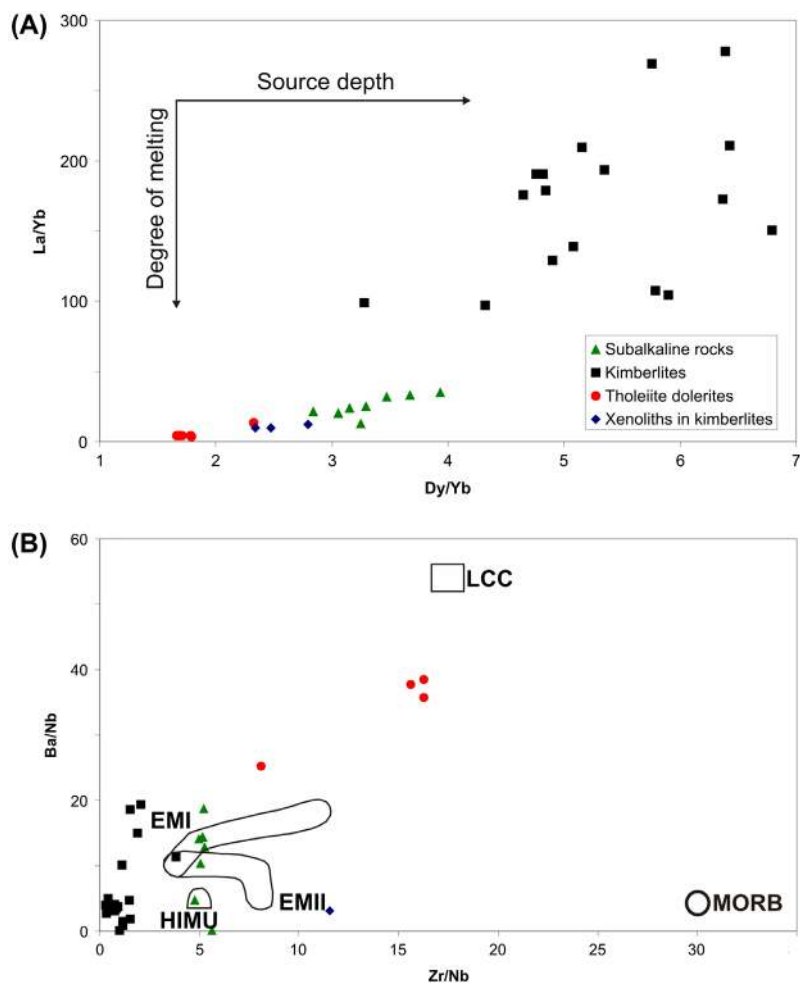 (A)
300
200
100
0
La/Yb
Source depth
Degree of melting
Subalkaline rocks
Kimberlites
Tholeiite dolerites
Xenoliths in kimberlites
1 2 3 4 5 6 7
Dy/Yb
(B)
60
40
20
0
Ba/Nb
LCC
EMI
EMII
HIMU
MORB
0 5 10 15 20 25 30
Zr/Nb